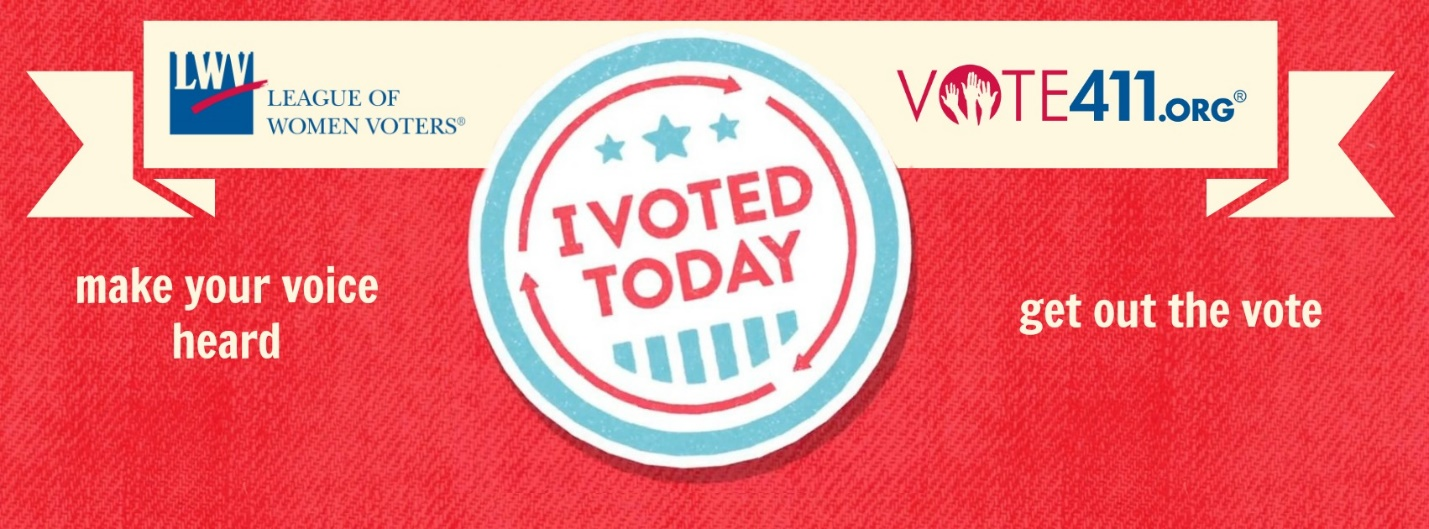 LWV
LEAGUE OF
WOMEN VOTERS®
VOTE411.ORG®
I VOTED
TODAY
make your voice
heard
get out the vote